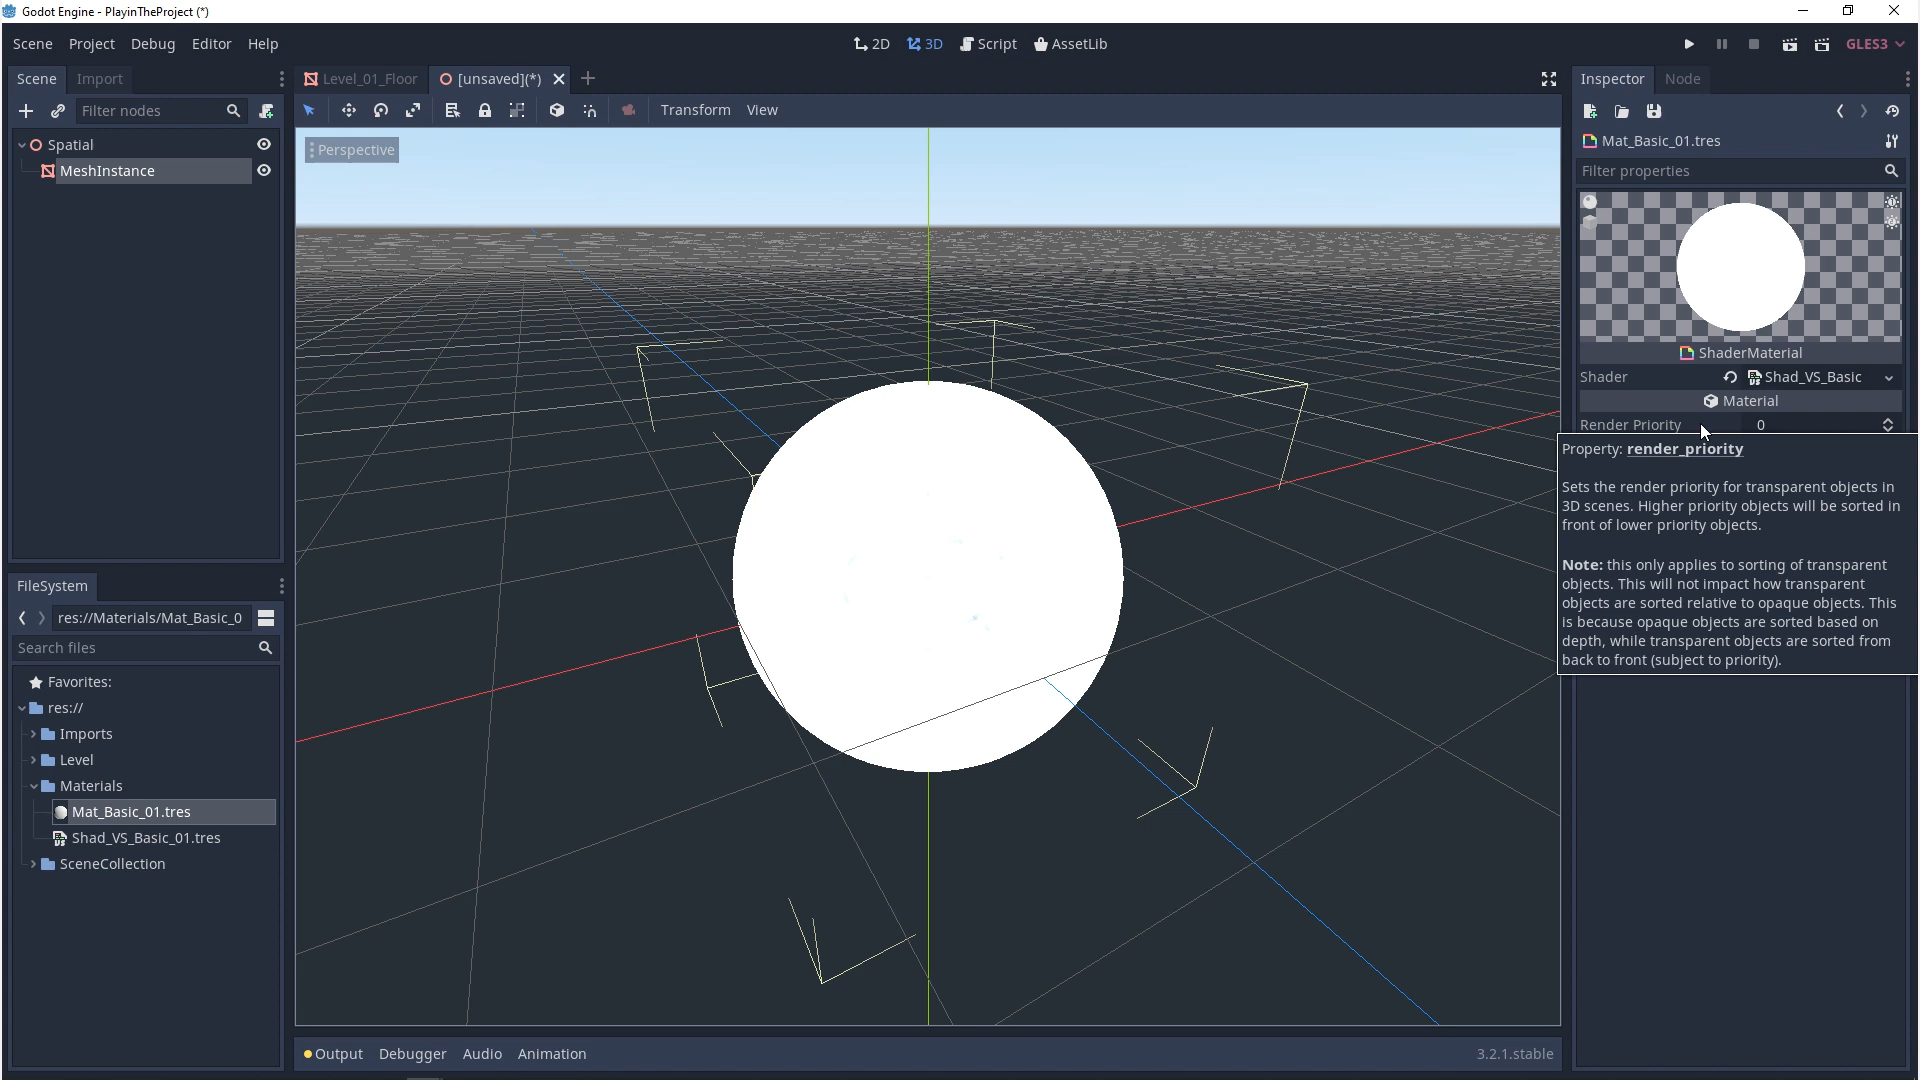 Godot Engine - PlayinTheProject (*)
Scene Project Debug Editor Help
2D 3D Script AssetLib
GLES3
Scene Import
Level_01_Floor [unsaved](*)
Inspector Node
Filter nodes
Transform View
Mat_Basic_01.tres
Filter properties
Perspective
Spatial
MeshInstance
ShaderMaterial
Shader Shad_VS_Basic
Material
Render Priority 0
Property: render_priority
Sets the render priority for transparent objects in
3D scenes. Higher priority objects will be sorted in
front of lower priority objects.
Note: this only applies to sorting of transparent
objects. This will not impact how transparent
objects are sorted relative to opaque objects. This
is because opaque objects are sorted based on
depth, while transparent objects are sorted from
back to front (subject to priority).
FileSystem
res://Materials/Mat_Basic_0
Search files
Favorites:
res://
Imports
Level
Materials
Mat_Basic_01.tres
Shad_VS_Basic_01.tres
SceneCollection
Output Debugger Audio Animation
3.2.1.stable